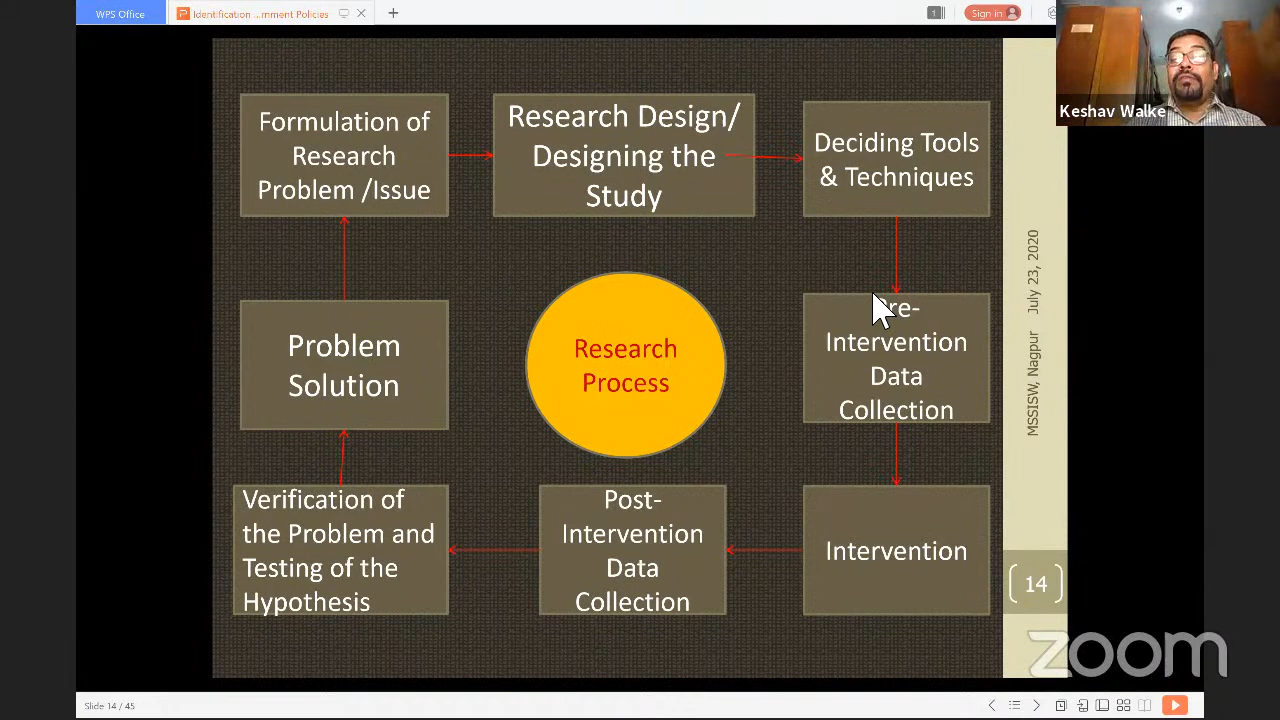 WPS Office
Identification ...rnment Policies
1
Sign in
Formulation of
Research
Problem /Issue
Research Design/
Designing the
Study
Deciding Tools
& Techniques
Keshav Walke
Problem
Solution
Research
Process
Intervention
Data
Collection
MSSISW, Nagpur July 23, 2020
Verification of
the Problem and
Testing of the
Hypothesis
Post-
Intervention
Data
Collection
Intervention
14
zoom
Slide 14 / 45